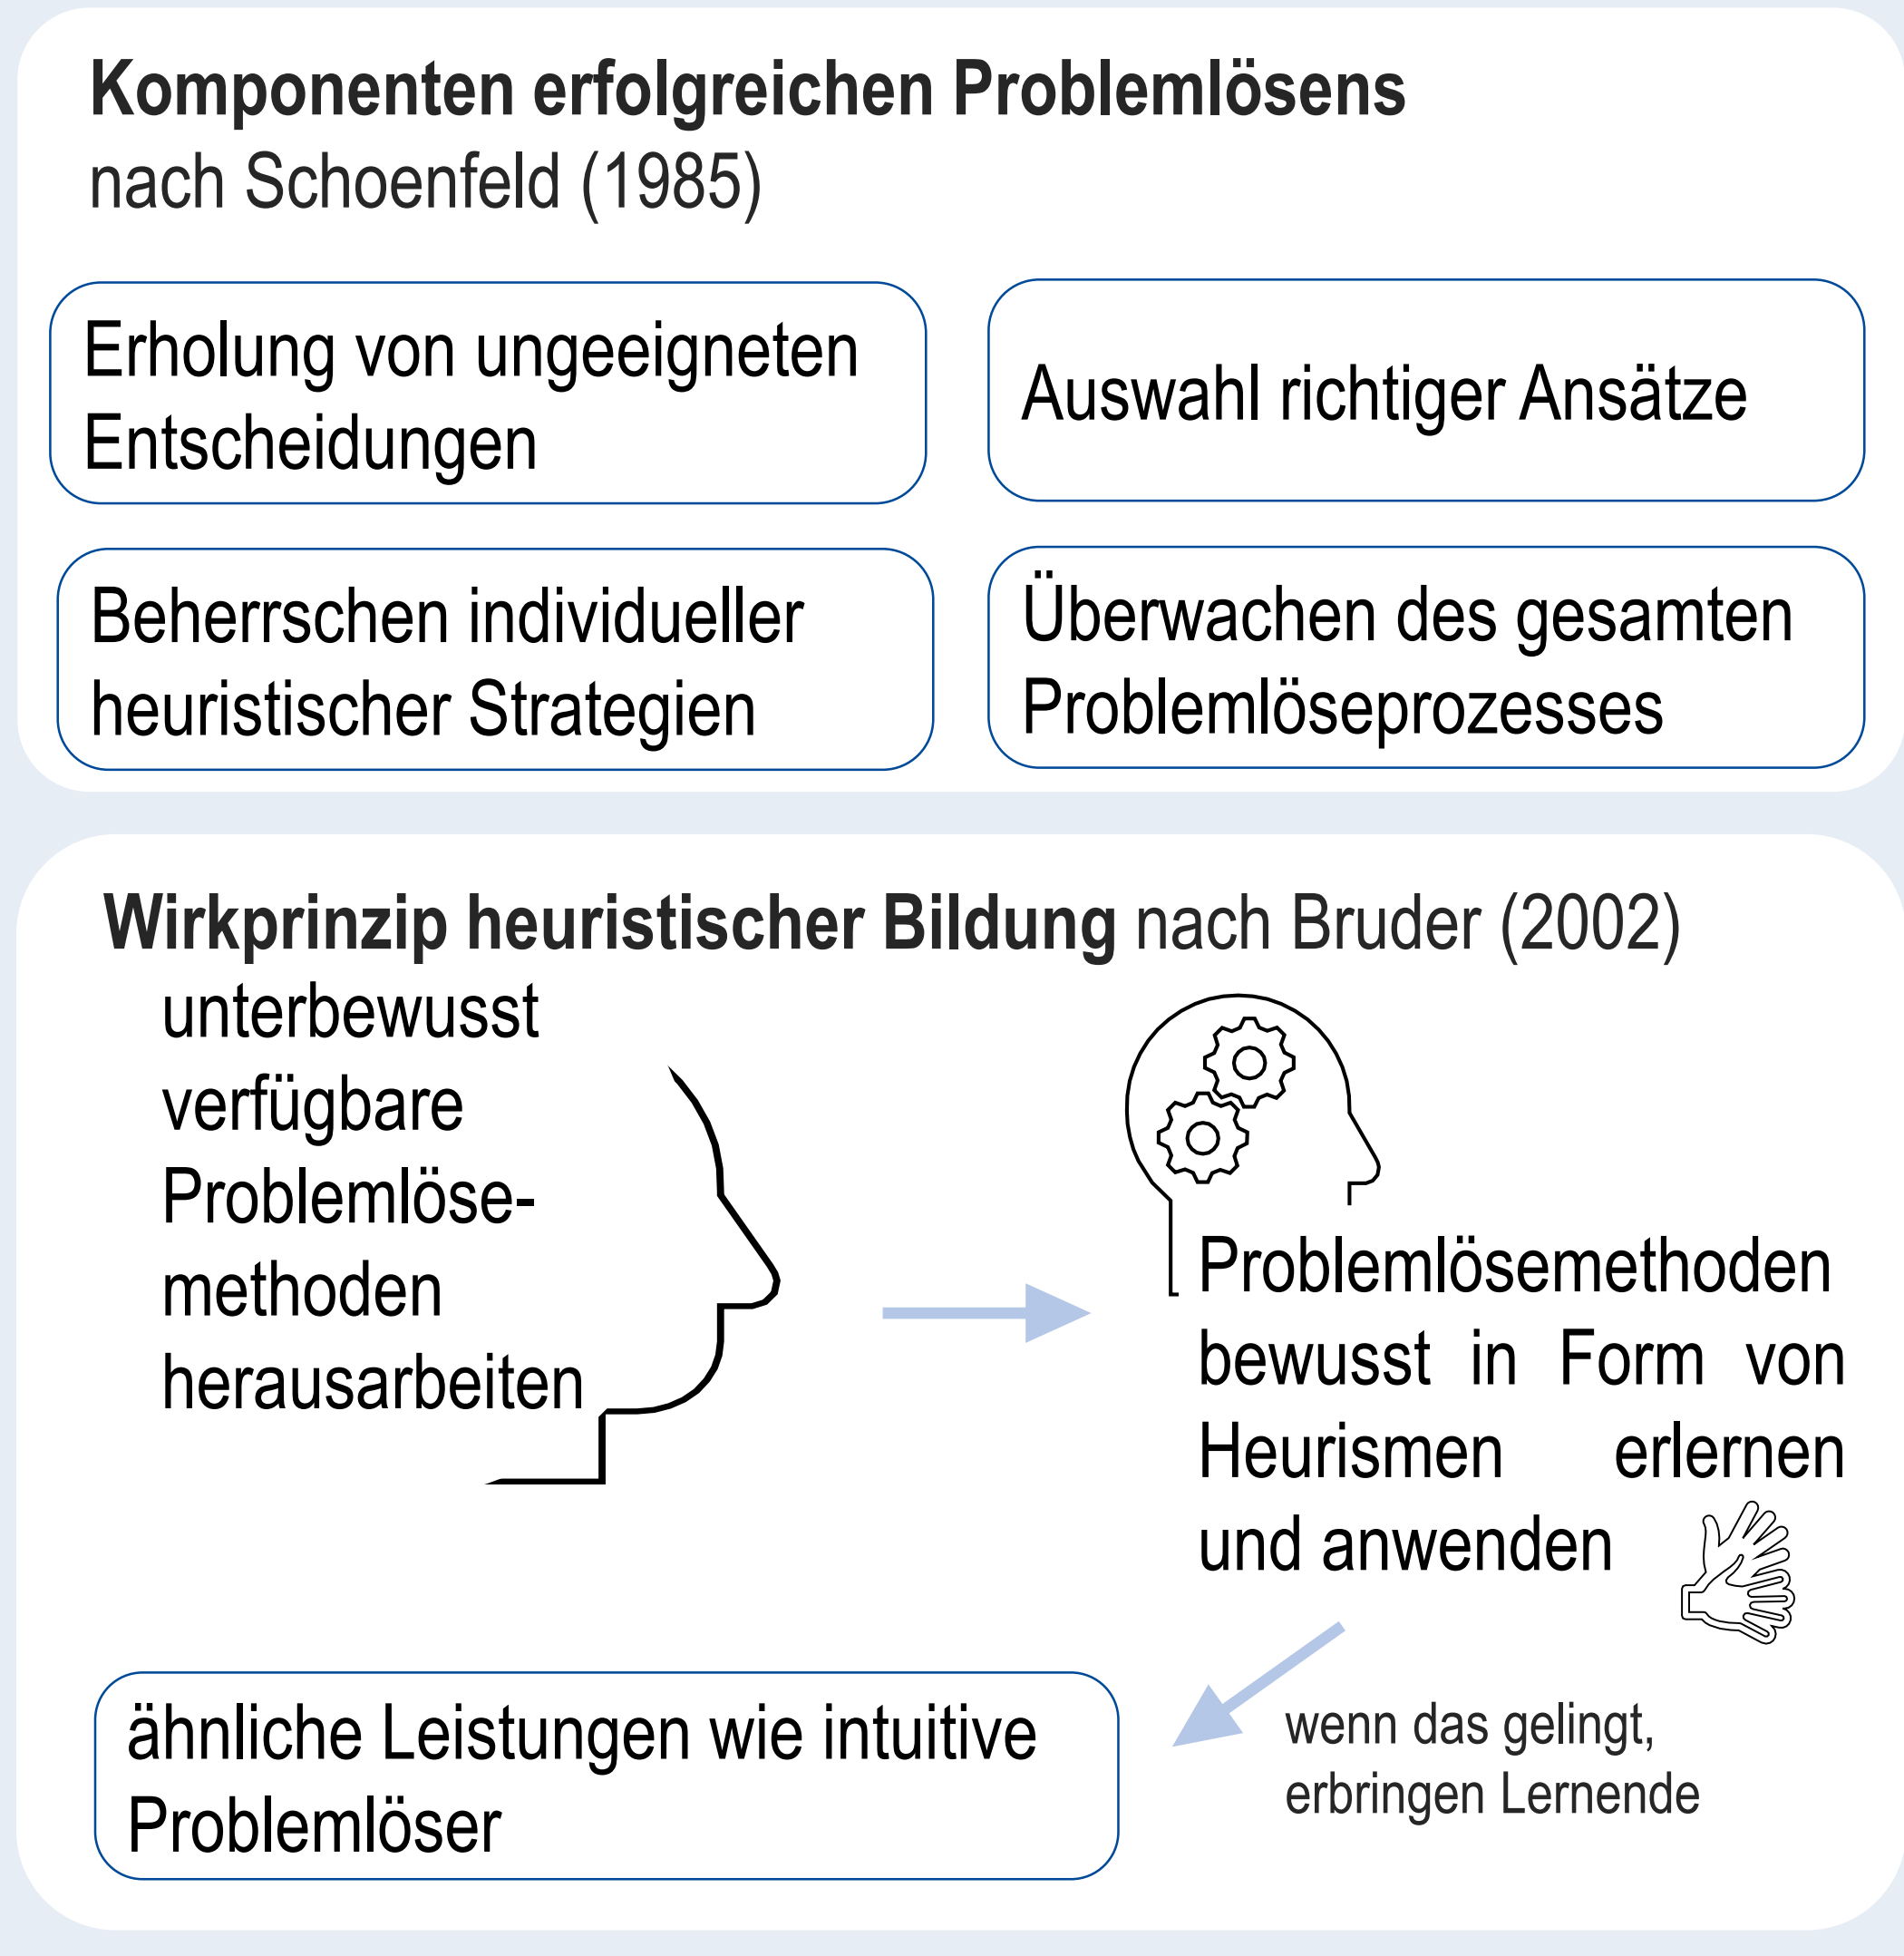 Komponenten erfolgreichen Problemlösens
nach Schoenfeld (1985)
Erholung von ungeeigneten
Entscheidungen
Auswahl richtiger Ansätze
Beherrschen individueller
heuristischer Strategien
Überwachen des gesamten
Problemlöseprozesses
Wirkprinzip heuristischer Bildung nach Bruder (2002)
unterbewusst
verfügbare
Problemlöse-
methoden
herausarbeiten
Problemlösemethoden
bewusst in Form von
Heurismen erlernen
und anwenden
wenn das gelingt,
erbringen Lernende
ähnliche Leistungen wie intuitive
Problemlöser